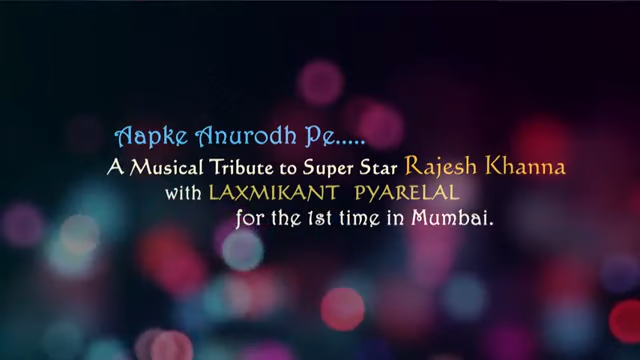 Aapke Anurodh Pe.....
A Musical Tribute to Super Star Rajesh Khanna
with LAXMIKANT PYARELAL
for the 1st time in Mumbai.